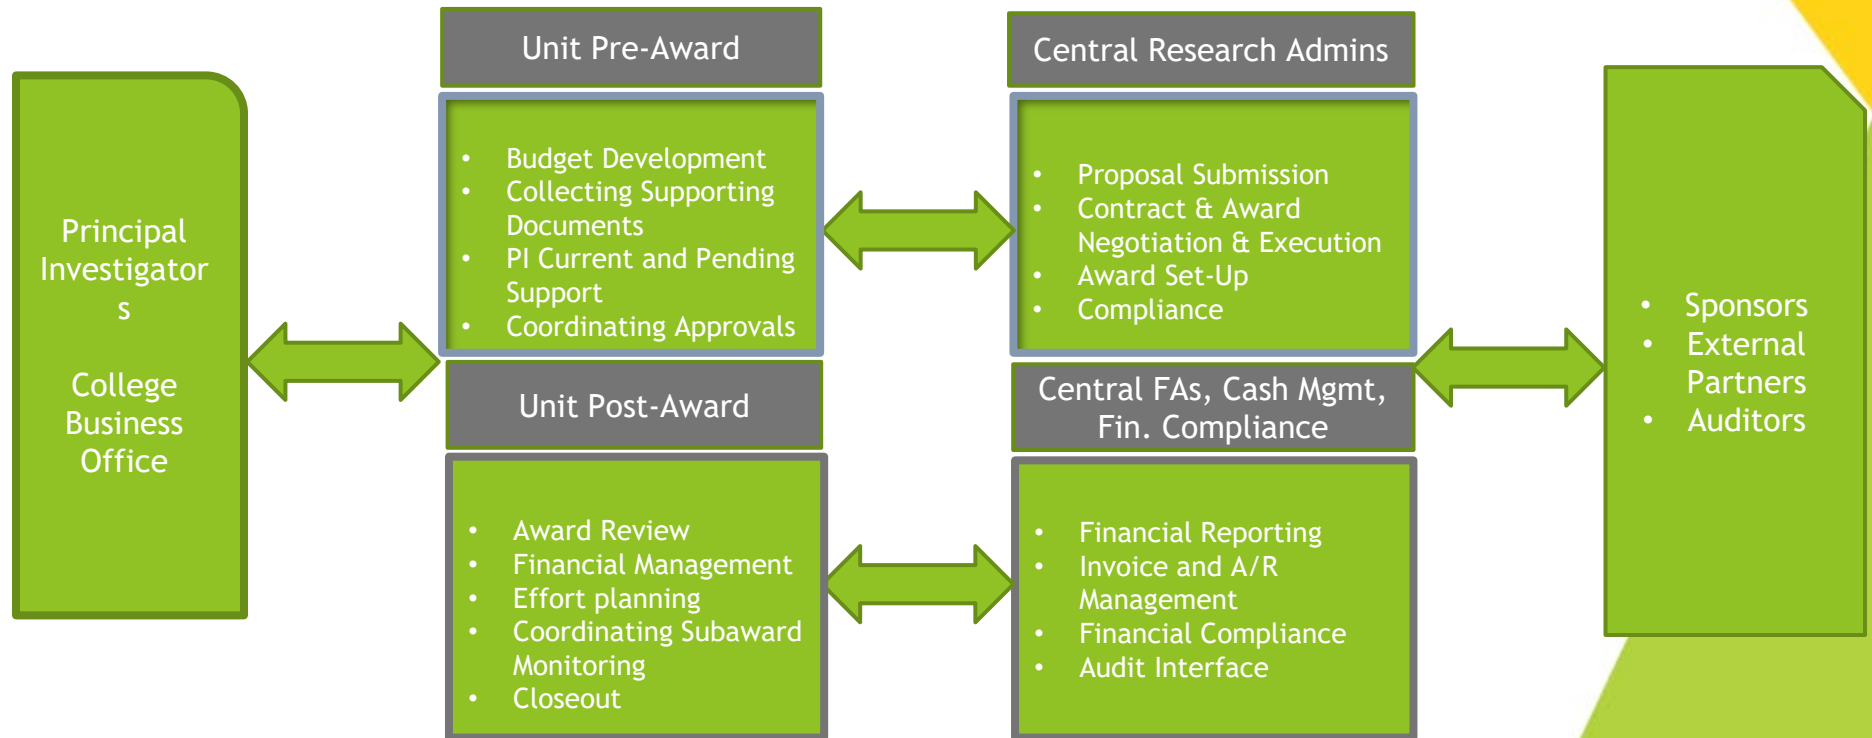 Principal
Investigator
s
College
Business
Office
Unit Pre-Award
• Budget Development
• Collecting Supporting
Documents
• PI Current and Pending
Support
• Coordinating Approvals
Unit Post-Award
• Award Review
• Financial Management
• Effort planning
• Coordinating Subaward
Monitoring
• Closeout
Central Research Admins
• Proposal Submission
• Contract & Award
Negotiation & Execution
• Award Set-Up
• Compliance
Central FAs, Cash Mgmt,
Fin. Compliance
• Financial Reporting
• Invoice and A/R
Management
• Financial Compliance
• Audit Interface
• Sponsors
• External
Partners
• Auditors